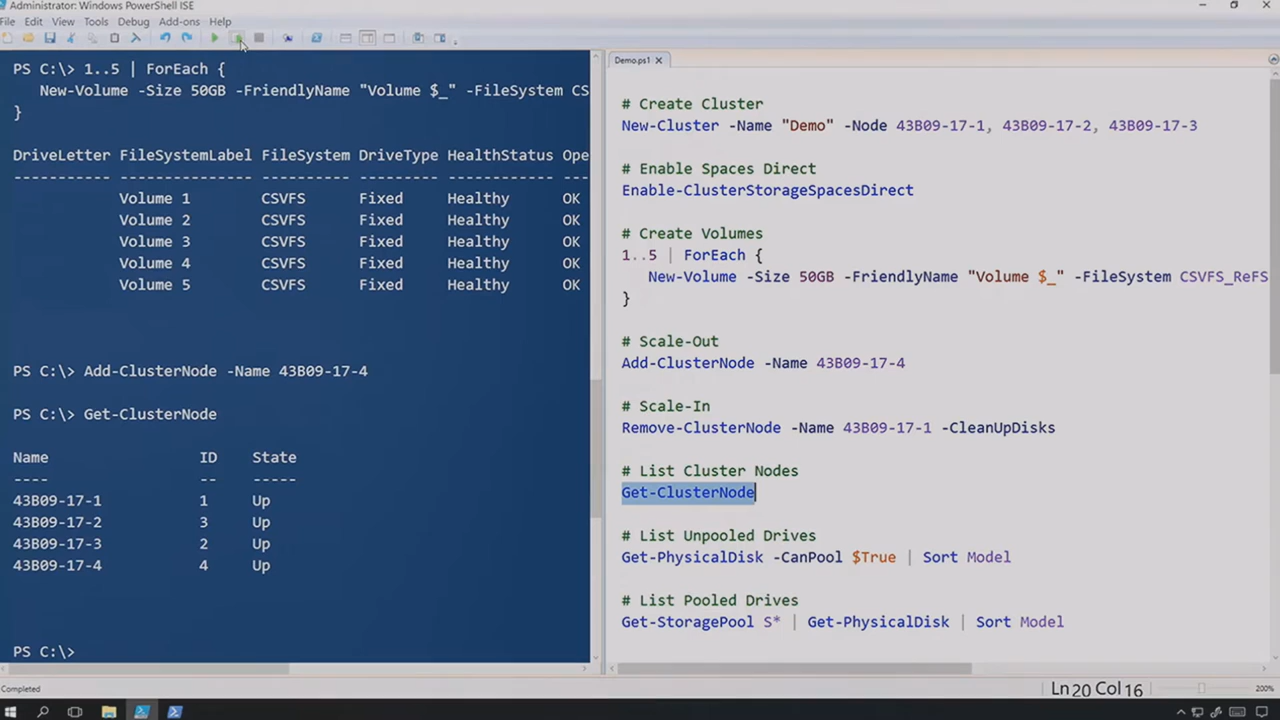 Administrator: Windows PowerShell ISE
File Edit View Tools Debug Add-ons Help
PS C:\> 1..5 | ForEach {
New-Volume -Size 50GB -FriendlyName "Volume $_" -FileSystem CS
}
DriveLetter FileSystemLabel FileSystem DriveType HealthStatus Ope
----------- --------------- ---------- --------- ------------ ---
Volume 1 CSVFS Fixed Healthy OK
Volume 2 CSVFS Fixed Healthy OK
Volume 3 CSVFS Fixed Healthy OK
Volume 4 CSVFS Fixed Healthy OK
Volume 5 CSVFS Fixed Healthy OK
PS C:\> Add-ClusterNode -Name 43B09-17-4
PS C:\> Get-ClusterNode
Name ID State
---- -- -----
43B09-17-1 1 Up
43B09-17-2 3 Up
43B09-17-3 2 Up
43B09-17-4 4 Up
PS C:\>
Demo.ps1
# Create Cluster
New-Cluster -Name "Demo" -Node 43B09-17-1, 43B09-17-2, 43B09-17-3
# Enable Spaces Direct
Enable-ClusterStorageSpacesDirect
# Create Volumes
1..5 | ForEach {
New-Volume -Size 50GB -FriendlyName "Volume $_" -FileSystem CSVFS_ReFS
}
# Scale-Out
Add-ClusterNode -Name 43B09-17-4
# Scale-In
Remove-ClusterNode -Name 43B09-17-1 -CleanUpDisks
# List Cluster Nodes
Get-ClusterNode
# List Unpooled Drives
Get-PhysicalDisk -CanPool $True | Sort Model
# List Pooled Drives
Get-StoragePool S* | Get-PhysicalDisk | Sort Model
Completed
Ln 20 Col 16
200%